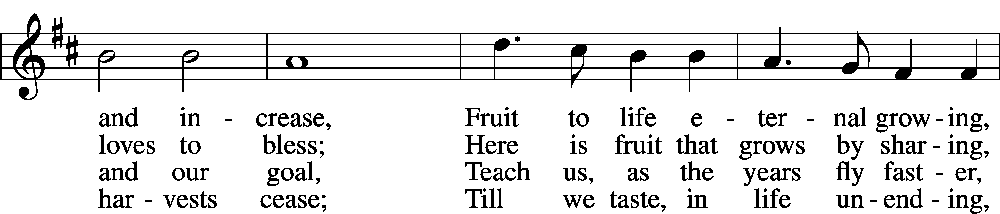 and in - crease, Fruit to life e - ter - nal grow - ing,
loves to bless; Here is fruit that grows by shar - ing,
and our goal, Teach us, as the years fly fast - er,
har - vests cease; Till we taste, in life un - end - ing,